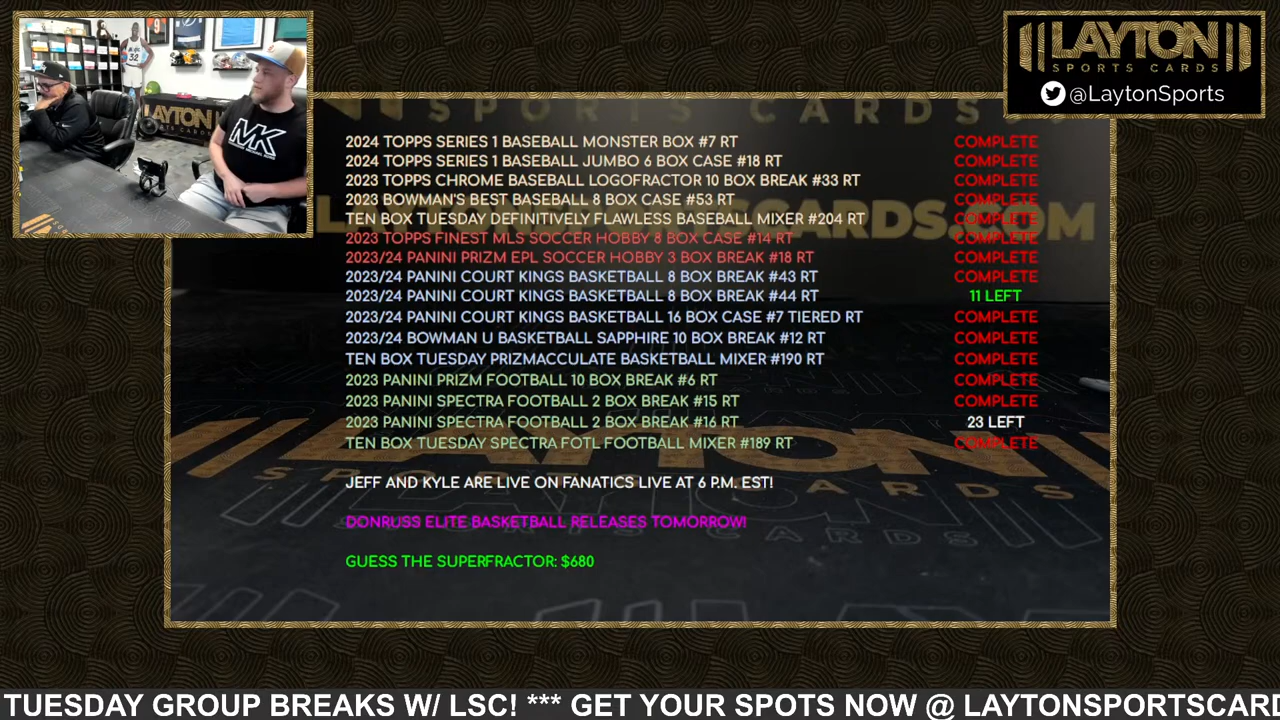 LAYTON
SPORTS CARDS
@LaytonSports
SPORTS CARDS
2024 TOPPS SERIES 1 BASEBALL MONSTER BOX #7 RT COMPLETE
2024 TOPPS SERIES 1 BASEBALL JUMBO 6 BOX CASE #18 RT COMPLETE
2023 TOPPS CHROME BASEBALL LOGOFRACTOR 10 BOX BREAK #33 RT COMPLETE
2023 BOWMAN'S BEST BASEBALL 8 BOX CASE #53 RT COMPLETE
TEN BOX TUESDAY DEFINITIVELY FLAWLESS BASEBALL MIXER #204 RT COMPLETE
2023 TOPPS FINEST MLS SOCCER HOBBY 8 BOX CASE #14 RT COMPLETE
2023/24 PANINI PRIZM EPL SOCCER HOBBY 3 BOX BREAK #18 RT COMPLETE
2023/24 PANINI COURT KINGS BASKETBALL 8 BOX BREAK #43 RT COMPLETE
2023/24 PANINI COURT KINGS BASKETBALL 8 BOX BREAK #44 RT 11 LEFT
2023/24 PANINI COURT KINGS BASKETBALL 16 BOX CASE #7 TIERED RT COMPLETE
2023/24 BOWMAN U BASKETBALL SAPPHIRE 10 BOX BREAK #12 RT COMPLETE
TEN BOX TUESDAY PRIZMACCULATE BASKETBALL MIXER #190 RT COMPLETE
2023 PANINI PRIZM FOOTBALL 10 BOX BREAK #6 RT COMPLETE
2023 PANINI SPECTRA FOOTBALL 2 BOX BREAK #15 RT COMPLETE
2023 PANINI SPECTRA FOOTBALL 2 BOX BREAK #16 RT 23 LEFT
TEN BOX TUESDAY SPECTRA FOTL FOOTBALL MIXER #189 RT COMPLETE
JEFF AND KYLE ARE LIVE ON FANATICS LIVE AT 6 P.M. EST!
DONRUSS ELITE BASKETBALL RELEASES TOMORROW!
GUESS THE SUPERFRACTOR: $680
LAYTON
MK
32
TUESDAY GROUP BREAKS W/ LSC! *** GET YOUR SPOTS NOW @ LAYTONSPORTSCARD